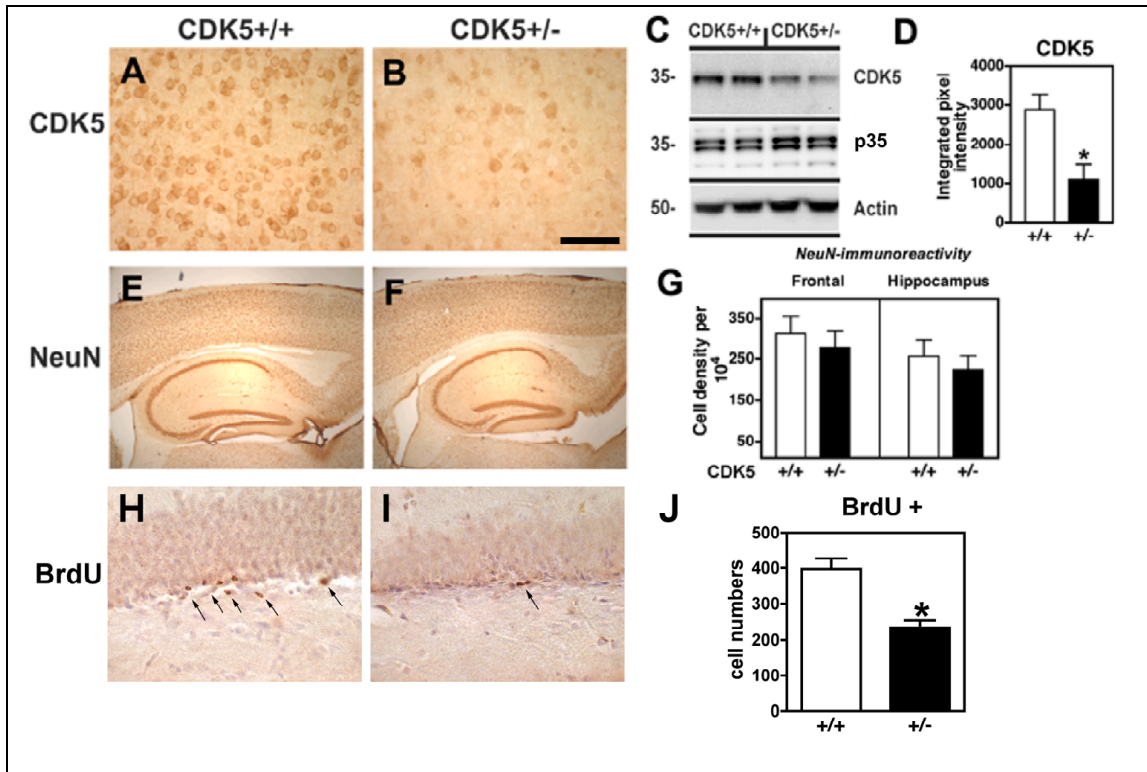 CDK5+/+ CDK5+/-
A
B
CDK5
C
CDK5+/+ CDK5+/-
35- CDK5
35- p35
50- Actin
D
CDK5
Integrated pixel
intensity
4000
3000
2000
1000
0
*
+/+ +/-
NeuN
E
F
NeuN-immunoreactivity
G
Frontal Hippocampus
Cell density per
10⁴
350
250
150
50
CDK5 +/+ +/- +/+ +/-
BrdU
H
I
J
BrdU +
cell numbers
500
400
300
200
100
0
*
+/+ +/-